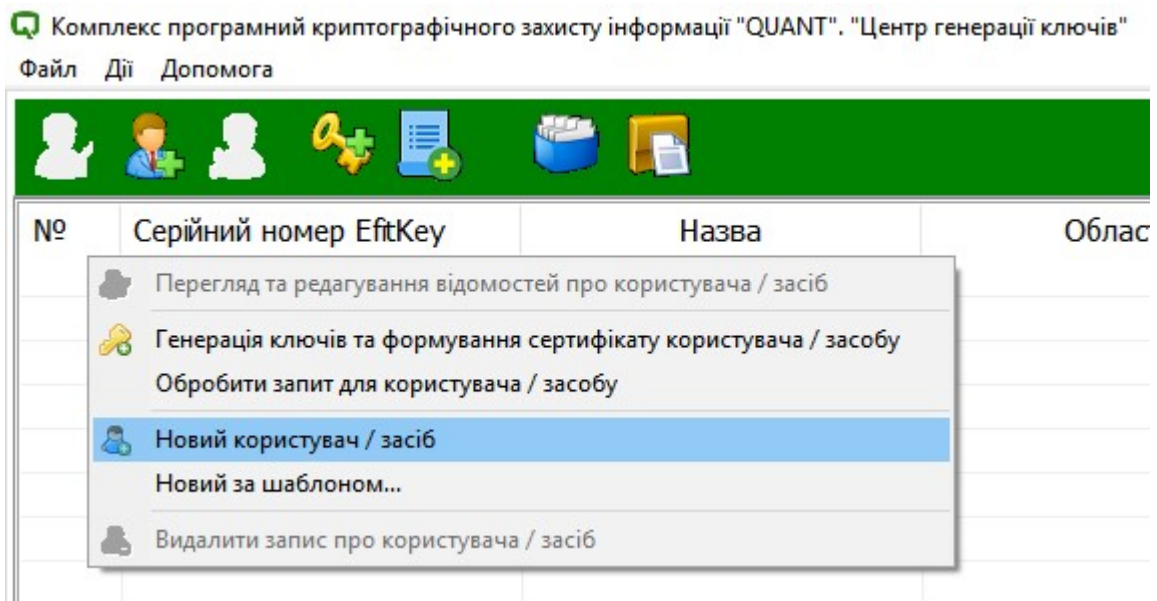 Комплекс програмний криптографічного захисту інформації "QUANT". "Центр генерації ключів"
Файл Дії Допомога
№ Серійний номер EfitKey Назва Област
Перегляд та редагування відомостей про користувача / засіб
Генерація ключів та формування сертифікату користувача / засобу
Обробити запит для користувача / засобу
Новий користувач / засіб
Новий за шаблоном...
Видалити запис про користувача / засіб